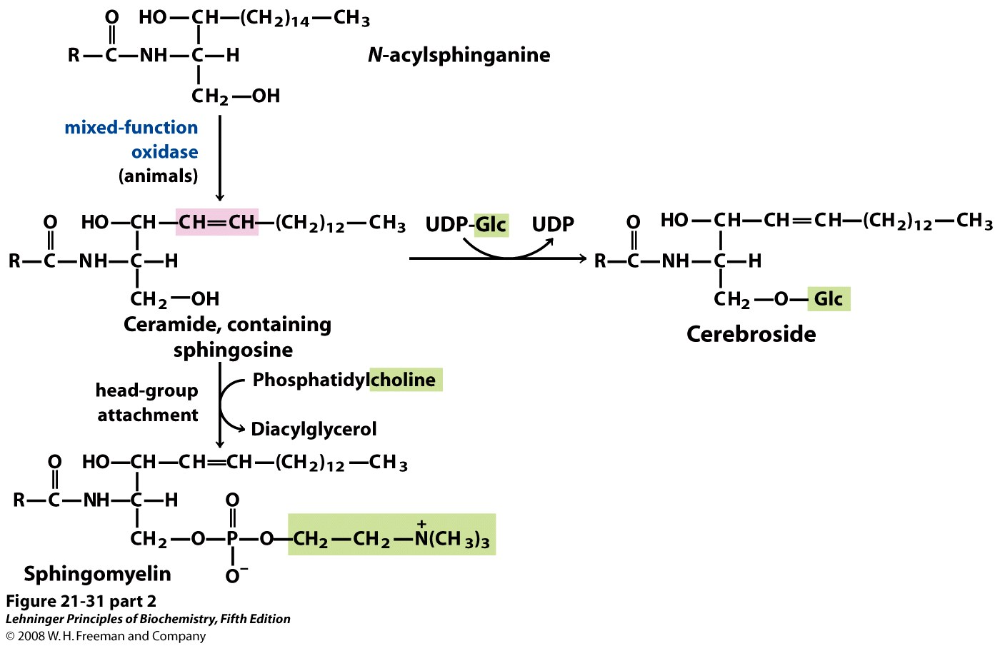 O HO—CH—(CH₂)₁₄—CH₃
R—C—NH—C—H
N-acylsphinganine
CH₂—OH
mixed-function
oxidase
(animals)
O HO—CH—CH=CH—(CH₂)₁₂—CH₃
R—C—NH—C—H
CH₂—OH
Ceramide, containing
sphingosine
UDP-Glc UDP
O HO—CH—CH=CH—(CH₂)₁₂—CH₃
R—C—NH—C—H
CH₂—O—Glc
Cerebroside
head-group
attachment
Phosphatidylcholine
Diacylglycerol
O HO—CH—CH=CH—(CH₂)₁₂—CH₃
R—C—NH—C—H O
CH₂—O—P—O—CH₂—CH₂—N⁺(CH₃)₃
O⁻
Sphingomyelin
Figure 21-31 part 2
Lehninger Principles of Biochemistry, Fifth Edition
© 2008 W. H. Freeman and Company